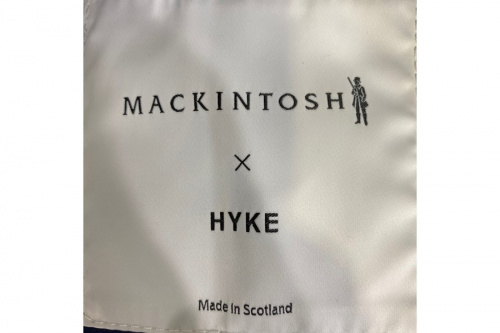 MACKINTOSH
×
HYKE
Made in Scotland